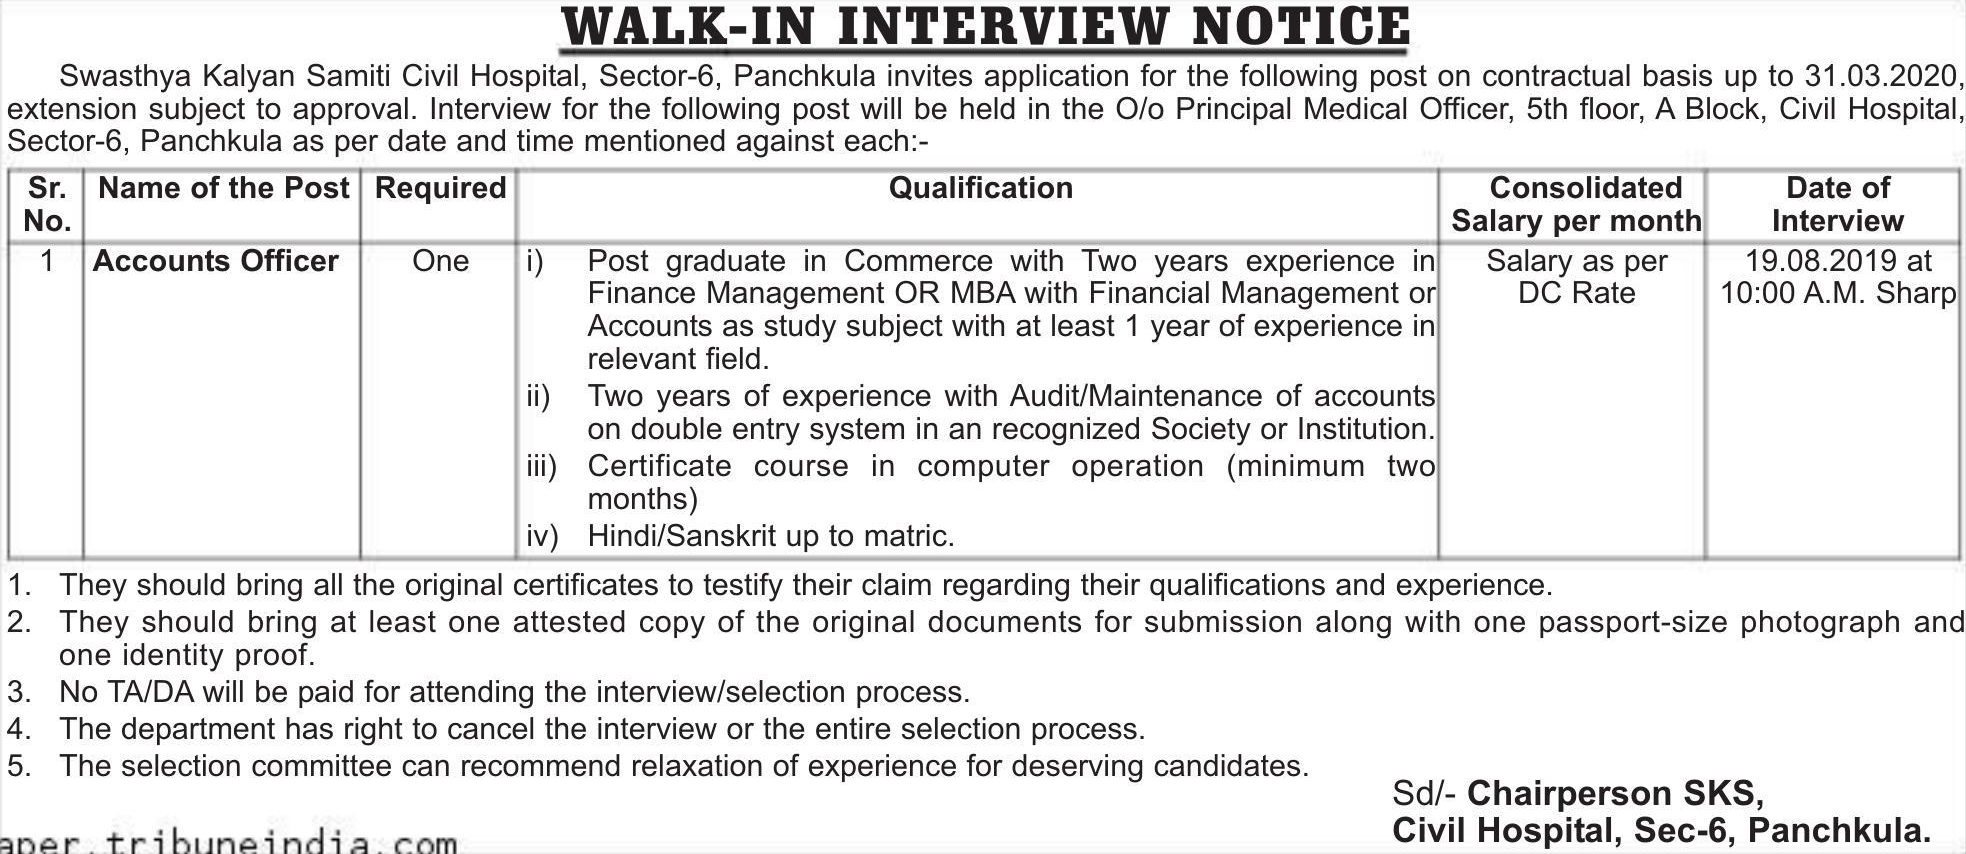 WALK-IN INTERVIEW NOTICE
Swasthya Kalyan Samiti Civil Hospital, Sector-6, Panchkula invites application for the following post on contractual basis up to 31.03.2020,
extension subject to approval. Interview for the following post will be held in the O/o Principal Medical Officer, 5th floor, A Block, Civil Hospital,
Sector-6, Panchkula as per date and time mentioned against each:-
Sr. No.
Name of the Post
Required
Qualification
Consolidated
Salary per month
Date of
Interview
1
Accounts Officer
One
i) Post graduate in Commerce with Two years experience in
Finance Management OR MBA with Financial Management or
Accounts as study subject with at least 1 year of experience in
relevant field.
ii) Two years of experience with Audit/Maintenance of accounts
on double entry system in an recognized Society or Institution.
iii) Certificate course in computer operation (minimum two
months)
iv) Hindi/Sanskrit up to matric.
Salary as per
DC Rate
19.08.2019 at
10:00 A.M. Sharp
1. They should bring all the original certificates to testify their claim regarding their qualifications and experience.
2. They should bring at least one attested copy of the original documents for submission along with one passport-size photograph and
one identity proof.
3. No TA/DA will be paid for attending the interview/selection process.
4. The department has right to cancel the interview or the entire selection process.
5. The selection committee can recommend relaxation of experience for deserving candidates.
Sd/- Chairperson SKS,
Civil Hospital, Sec-6, Panchkula.
aper.tribuneindia.com